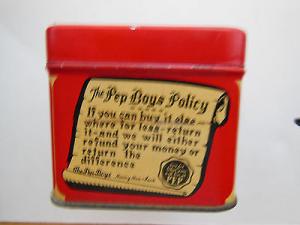 The Pep Boys Policy
If you can buy it else
where for less-return
it-and we will either
refund your money or
return the
difference
The Pep Boys